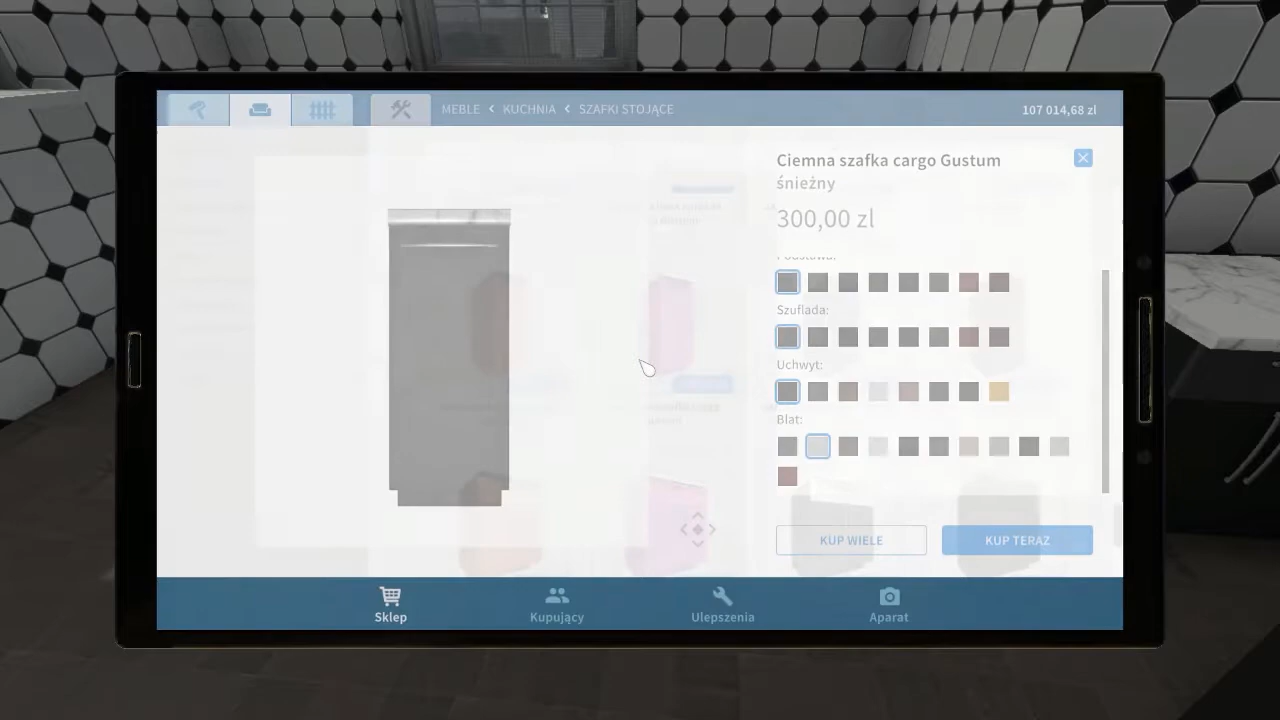 MEBLE < KUCHNIA < SZAFKI STOJĄCE
107 014,68 zl
Ciemna szafka cargo Gustum
śnieżny
300,00 zl
Podstawa:
Szuflada:
Uchwyt:
Blat:
KUP WIELE
KUP TERAZ
Sklep
Kupujący
Ulepszenia
Aparat